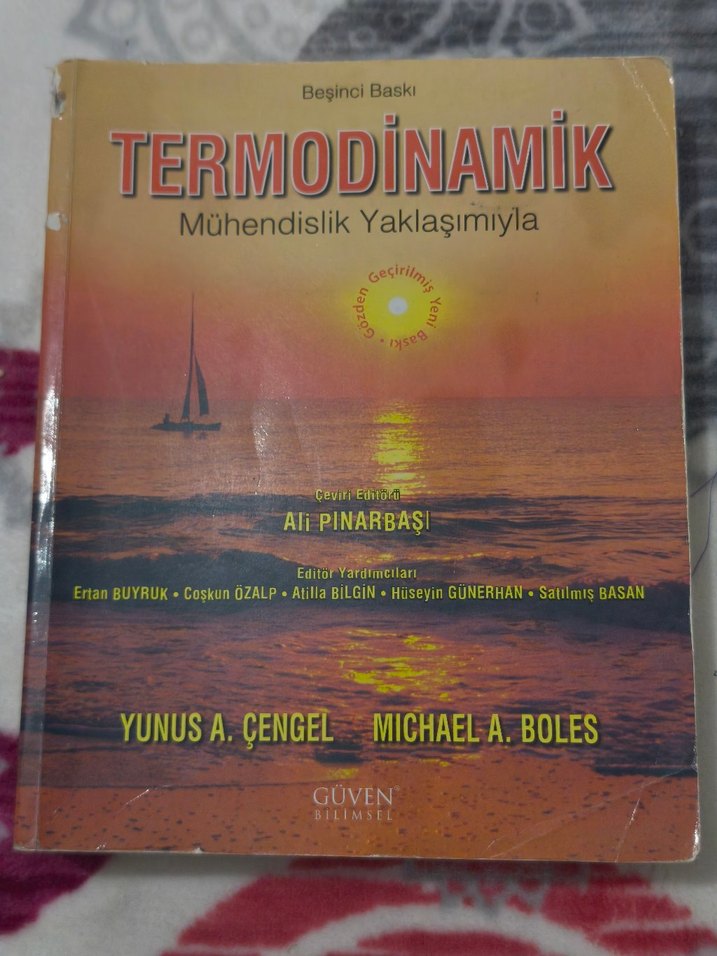 Beşinci Baskı
TERMODİNAMİK
Mühendislik Yaklaşımıyla
Gözden Geçirilmiş Yeni Baskı •
Çeviri Editörü
Ali PINARBAŞI
Editör Yardımcıları
Ertan BUYRUK • Coşkun ÖZALP • Atilla BİLGİN • Hüseyin GÜNERHAN • Satılmış BASAN
YUNUS A. ÇENGEL MICHAEL A. BOLES
GÜVEN®
BİLİMSEL